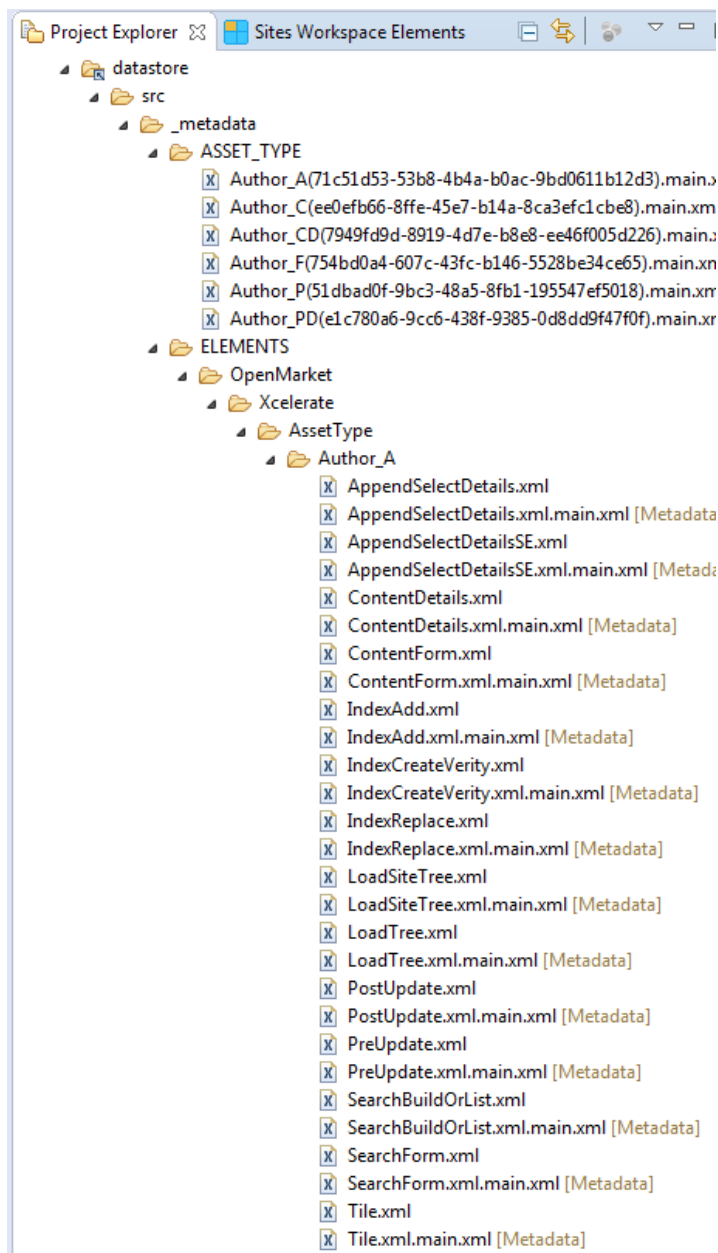 Project Explorer Sites Workspace Elements
datastore
src
_metadata
ASSET_TYPE
Author_A(71c51d53-53b8-4b4a-b0ac-9bd0611b12d3).main.x
Author_C(ee0efb66-8ffe-45e7-b14a-8ca3efc1cbe8).main.xm
Author_CD(7949fd9d-8919-4d7e-b8e8-ee46f005d226).main.x
Author_F(754bd0a4-607c-43fc-b146-5528be34ce65).main.xm
Author_P(51dbad0f-9bc3-48a5-8fb1-195547ef5018).main.xm
Author_PD(e1c780a6-9cc6-438f-9385-0d8dd9f47f0f).main.xm
ELEMENTS
OpenMarket
Xcelerate
AssetType
Author_A
AppendSelectDetails.xml
AppendSelectDetails.xml.main.xml [Metadata
AppendSelectDetailsSE.xml
AppendSelectDetailsSE.xml.main.xml [Metada
ContentDetails.xml
ContentDetails.xml.main.xml [Metadata]
ContentForm.xml
ContentForm.xml.main.xml [Metadata]
IndexAdd.xml
IndexAdd.xml.main.xml [Metadata]
IndexCreateVerity.xml
IndexCreateVerity.xml.main.xml [Metadata]
IndexReplace.xml
IndexReplace.xml.main.xml [Metadata]
LoadSiteTree.xml
LoadSiteTree.xml.main.xml [Metadata]
LoadTree.xml
LoadTree.xml.main.xml [Metadata]
PostUpdate.xml
PostUpdate.xml.main.xml [Metadata]
PreUpdate.xml
PreUpdate.xml.main.xml [Metadata]
SearchBuildOrList.xml
SearchBuildOrList.xml.main.xml [Metadata]
SearchForm.xml
SearchForm.xml.main.xml [Metadata]
Tile.xml
Tile.xml.main.xml [Metadata]